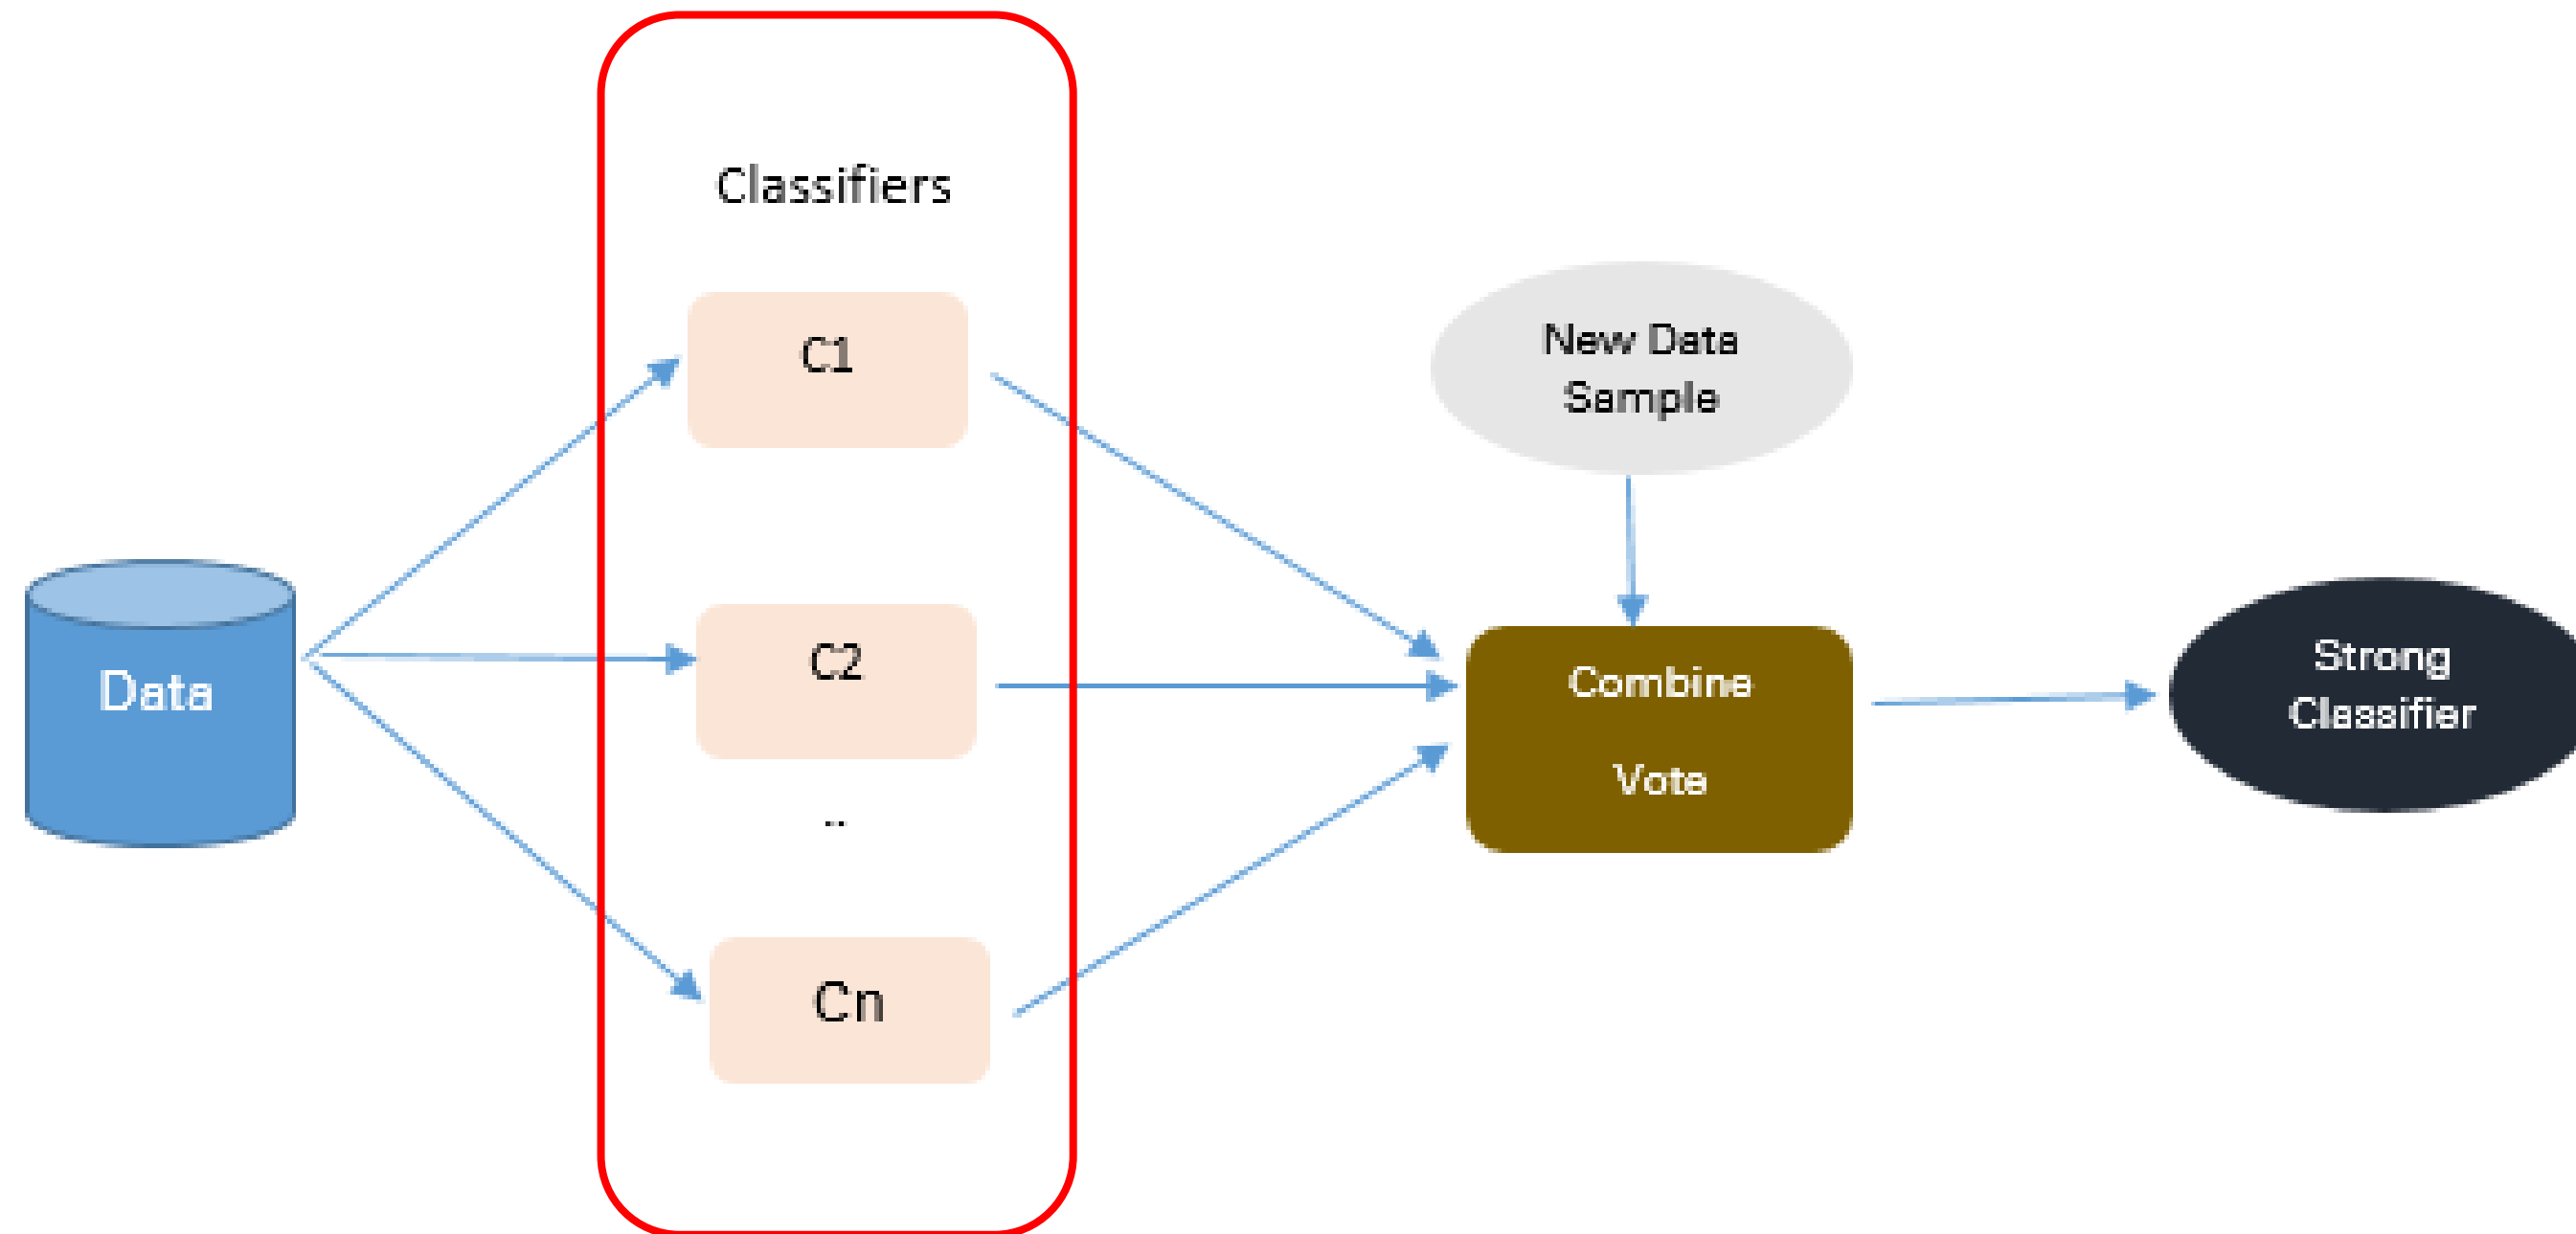 Classifiers
C1
New Data
Sample
Data
C2
..
Cn
Combine
Vote
Strong
Classifier